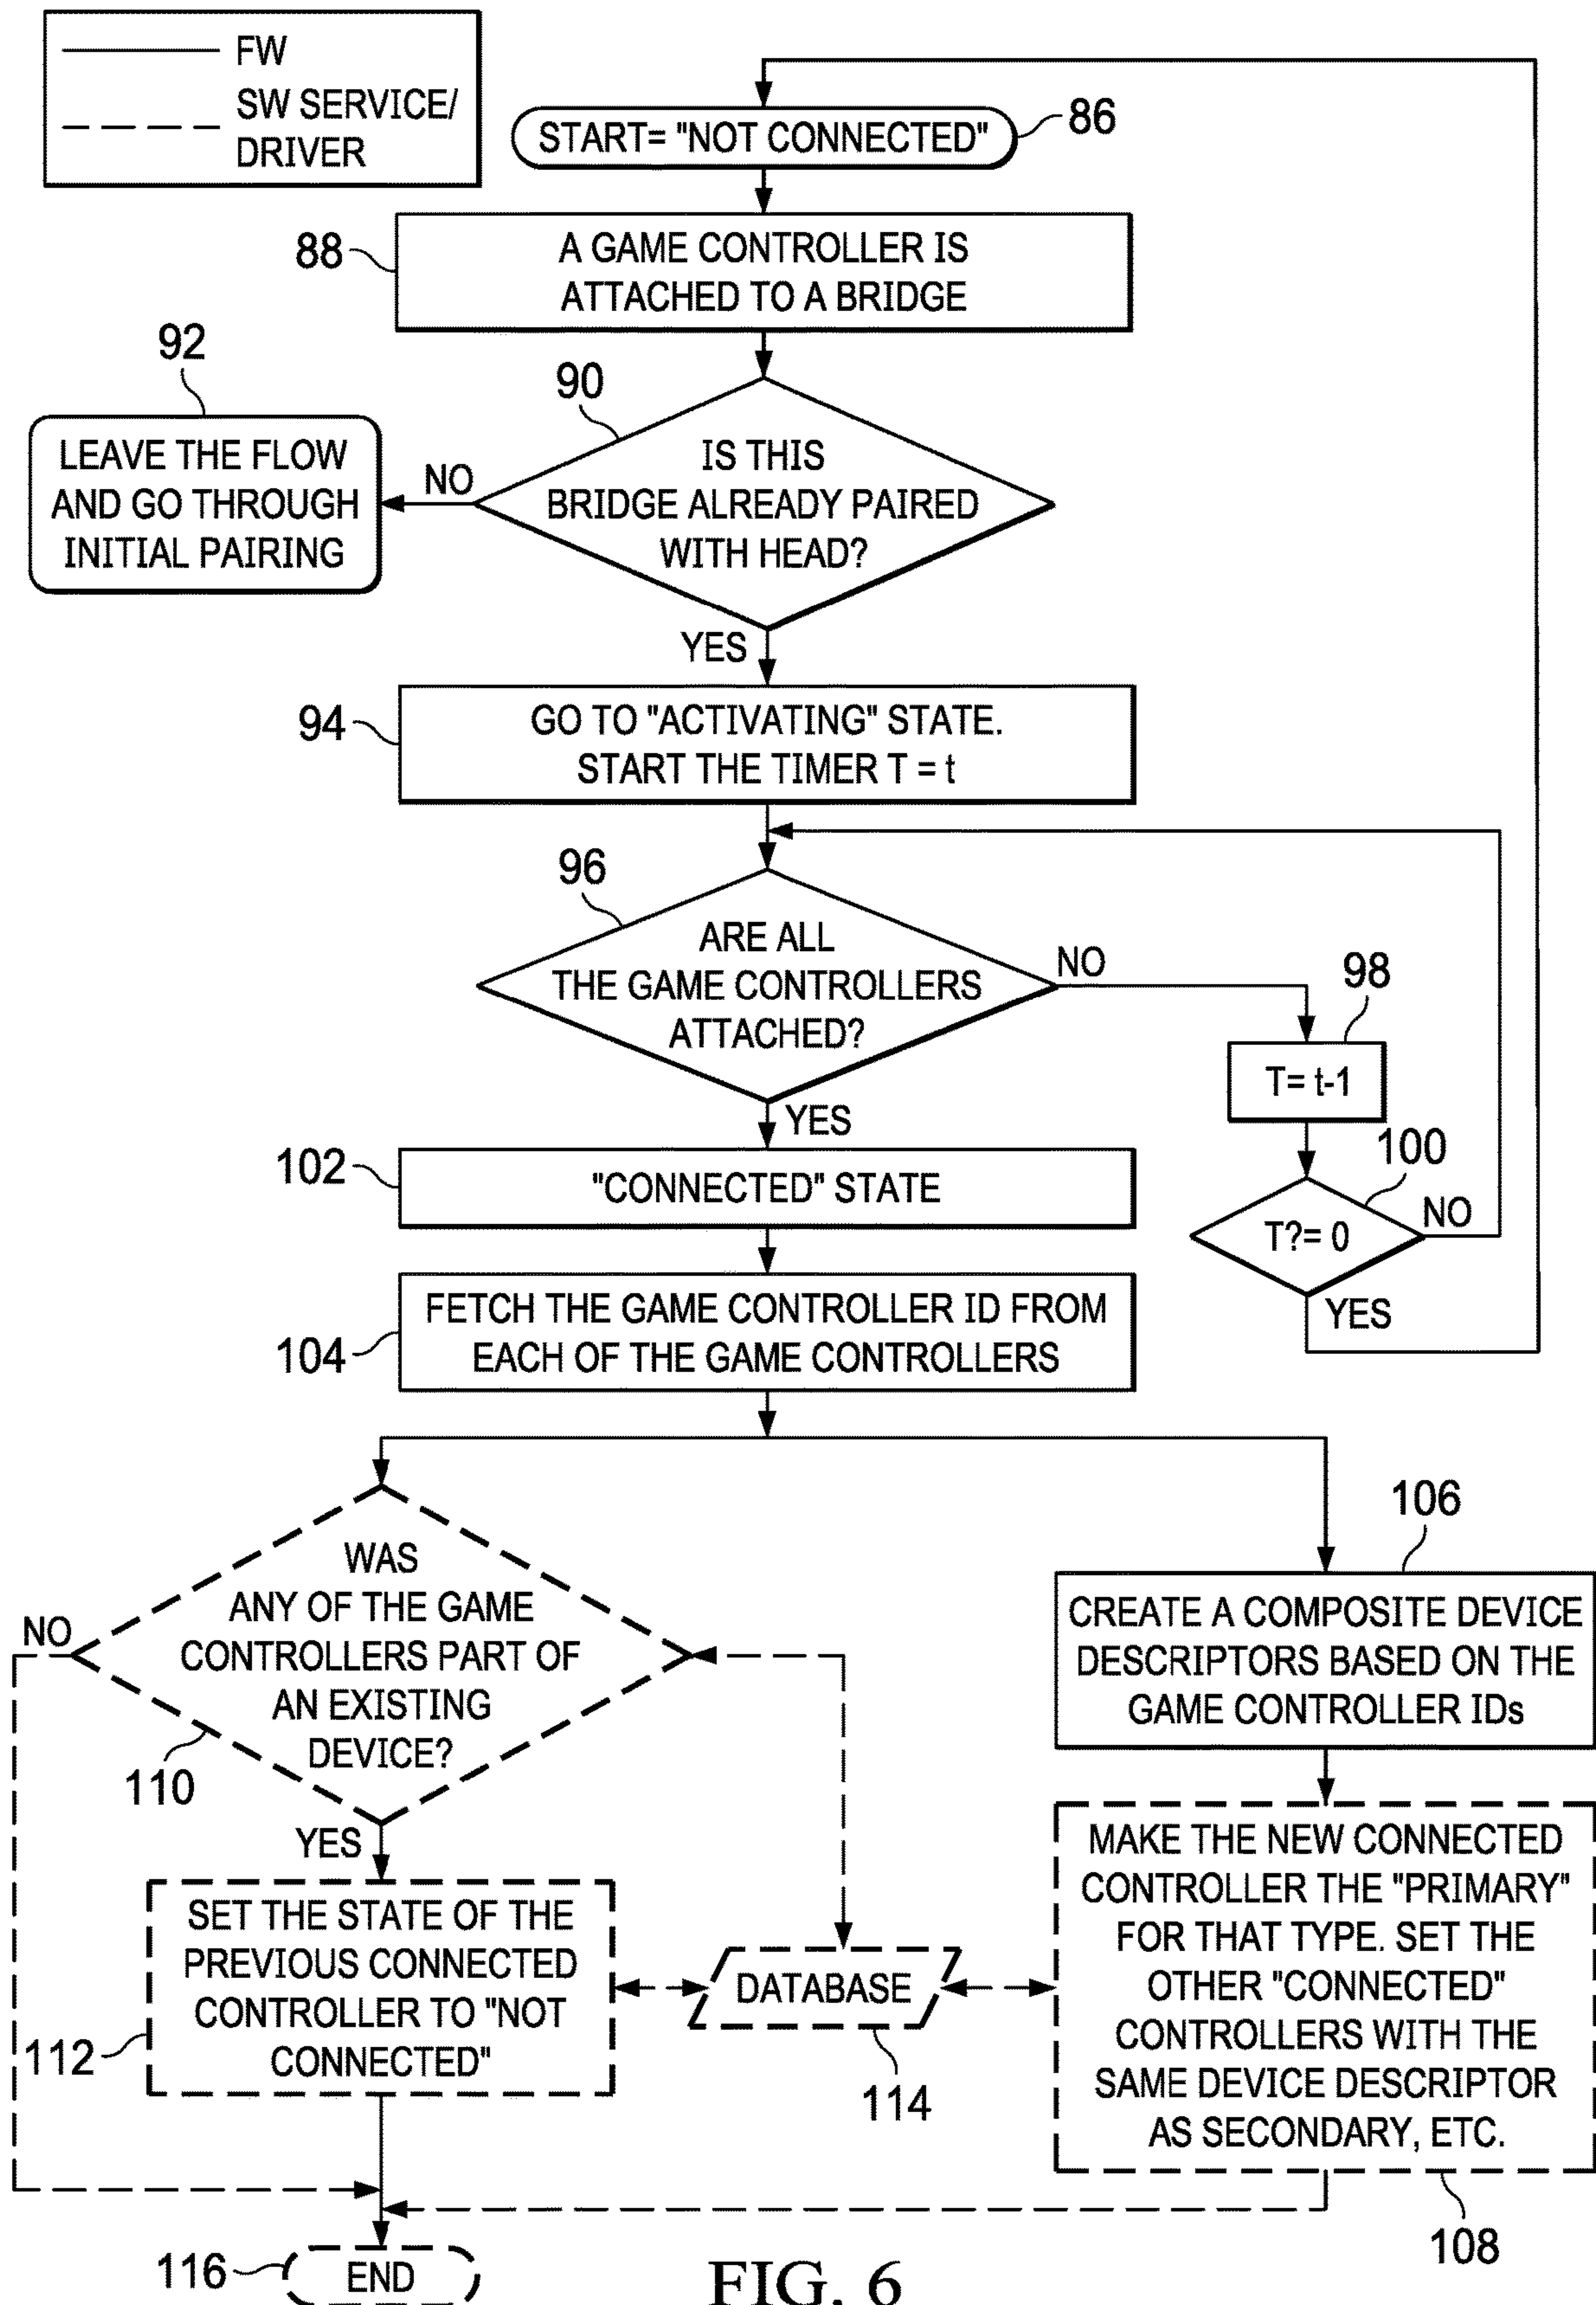 FW
SW SERVICE/
DRIVER
START= "NOT CONNECTED"
86
88
A GAME CONTROLLER IS
ATTACHED TO A BRIDGE
92
90
LEAVE THE FLOW
AND GO THROUGH
INITIAL PAIRING
NO
IS THIS
BRIDGE ALREADY PAIRED
WITH HEAD?
YES
94
GO TO "ACTIVATING" STATE.
START THE TIMER T = t
96
ARE ALL
THE GAME CONTROLLERS
ATTACHED?
NO
98
T= t-1
YES
100
102
"CONNECTED" STATE
T?= 0
NO
YES
104
FETCH THE GAME CONTROLLER ID FROM
EACH OF THE GAME CONTROLLERS
106
WAS
ANY OF THE GAME
CONTROLLERS PART OF
AN EXISTING
DEVICE?
NO
110
YES
CREATE A COMPOSITE DEVICE
DESCRIPTORS BASED ON THE
GAME CONTROLLER IDs
SET THE STATE OF THE
PREVIOUS CONNECTED
CONTROLLER TO "NOT
CONNECTED"
112
DATABASE
114
MAKE THE NEW CONNECTED
CONTROLLER THE "PRIMARY"
FOR THAT TYPE. SET THE
OTHER "CONNECTED"
CONTROLLERS WITH THE
SAME DEVICE DESCRIPTOR
AS SECONDARY, ETC.
108
116
END
FIG. 6